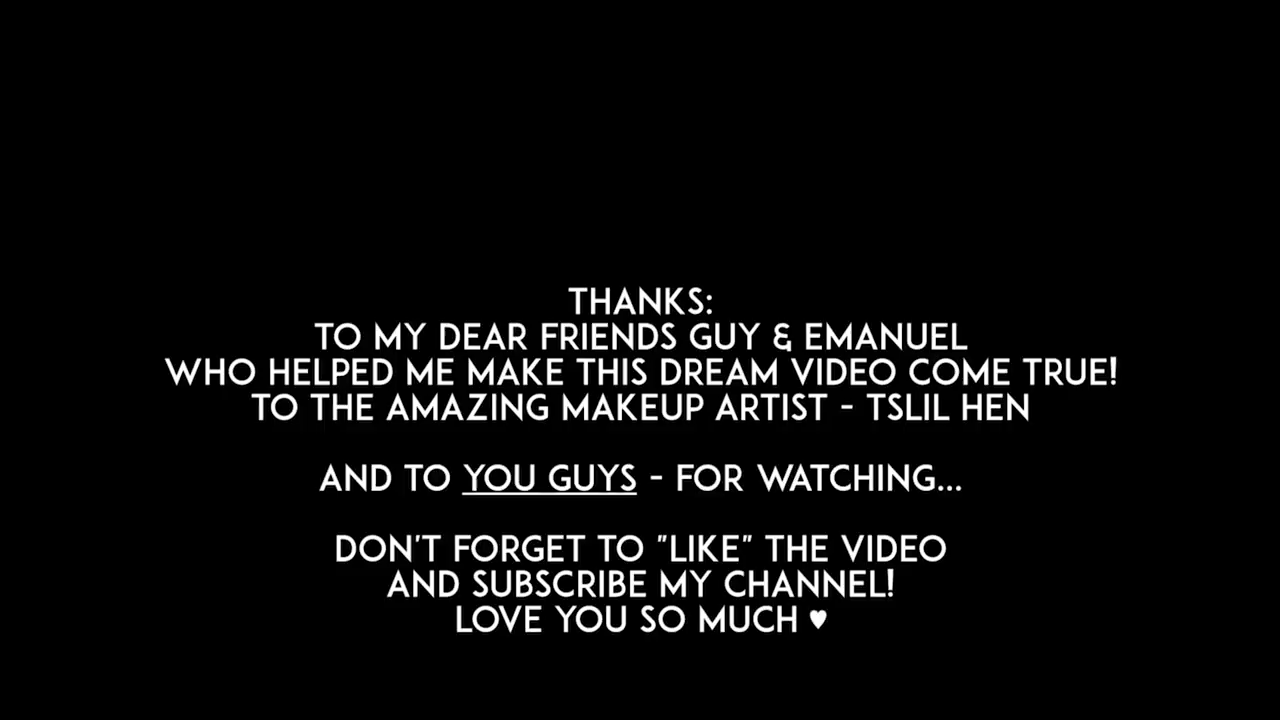 THANKS:
TO MY DEAR FRIENDS GUY & EMANUEL
WHO HELPED ME MAKE THIS DREAM VIDEO COME TRUE!
TO THE AMAZING MAKEUP ARTIST - TSLIL HEN
AND TO YOU GUYS - FOR WATCHING...
DON'T FORGET TO "LIKE" THE VIDEO
AND SUBSCRIBE MY CHANNEL!
LOVE YOU SO MUCH ♥